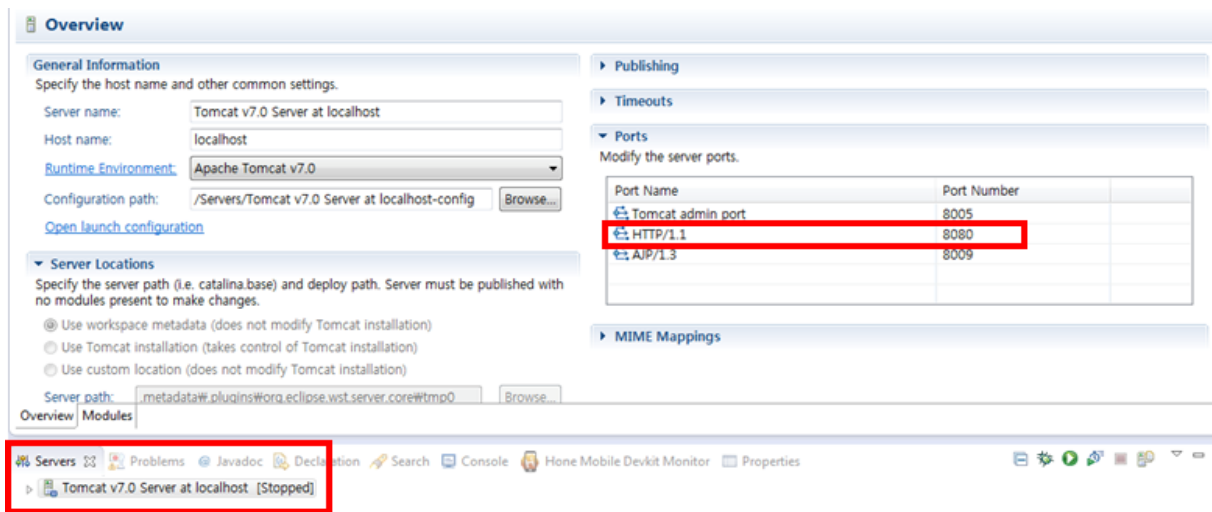 Overview
General Information
Specify the host name and other common settings.
Server name: Tomcat v7.0 Server at localhost
Host name: localhost
Runtime Environment: Apache Tomcat v7.0
Configuration path: /Servers/Tomcat v7.0 Server at localhost-config Browse...
Open launch configuration
Server Locations
Specify the server path (i.e. catalina.base) and deploy path. Server must be published with
no modules present to make changes.
Use workspace metadata (does not modify Tomcat installation)
Use Tomcat installation (takes control of Tomcat installation)
Use custom location (does not modify Tomcat installation)
Server path: .metadata₩.plugins₩org.eclipse.wst.server.core₩tmp0 Browse...
Publishing
Timeouts
Ports
Modify the server ports.
Port Name Port Number
Tomcat admin port 8005
HTTP/1.1 8080
AJP/1.3 8009
MIME Mappings
Overview Modules
Servers Problems Javadoc Declaration Search Console Hone Mobile Devkit Monitor Properties
Tomcat v7.0 Server at localhost [Stopped]